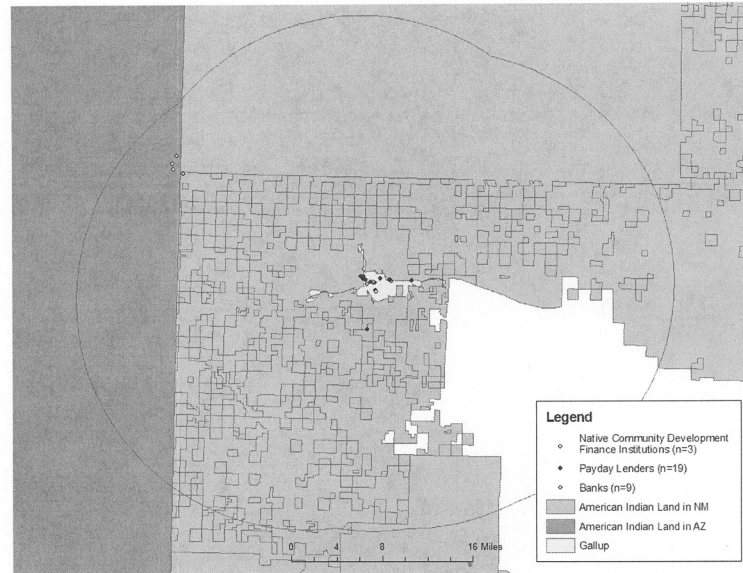 0 4 8 16 Miles
Legend
Native Community Development
Finance Institutions (n=3)
Payday Lenders (n=19)
Banks (n=9)
American Indian Land in NM
American Indian Land in AZ
Gallup